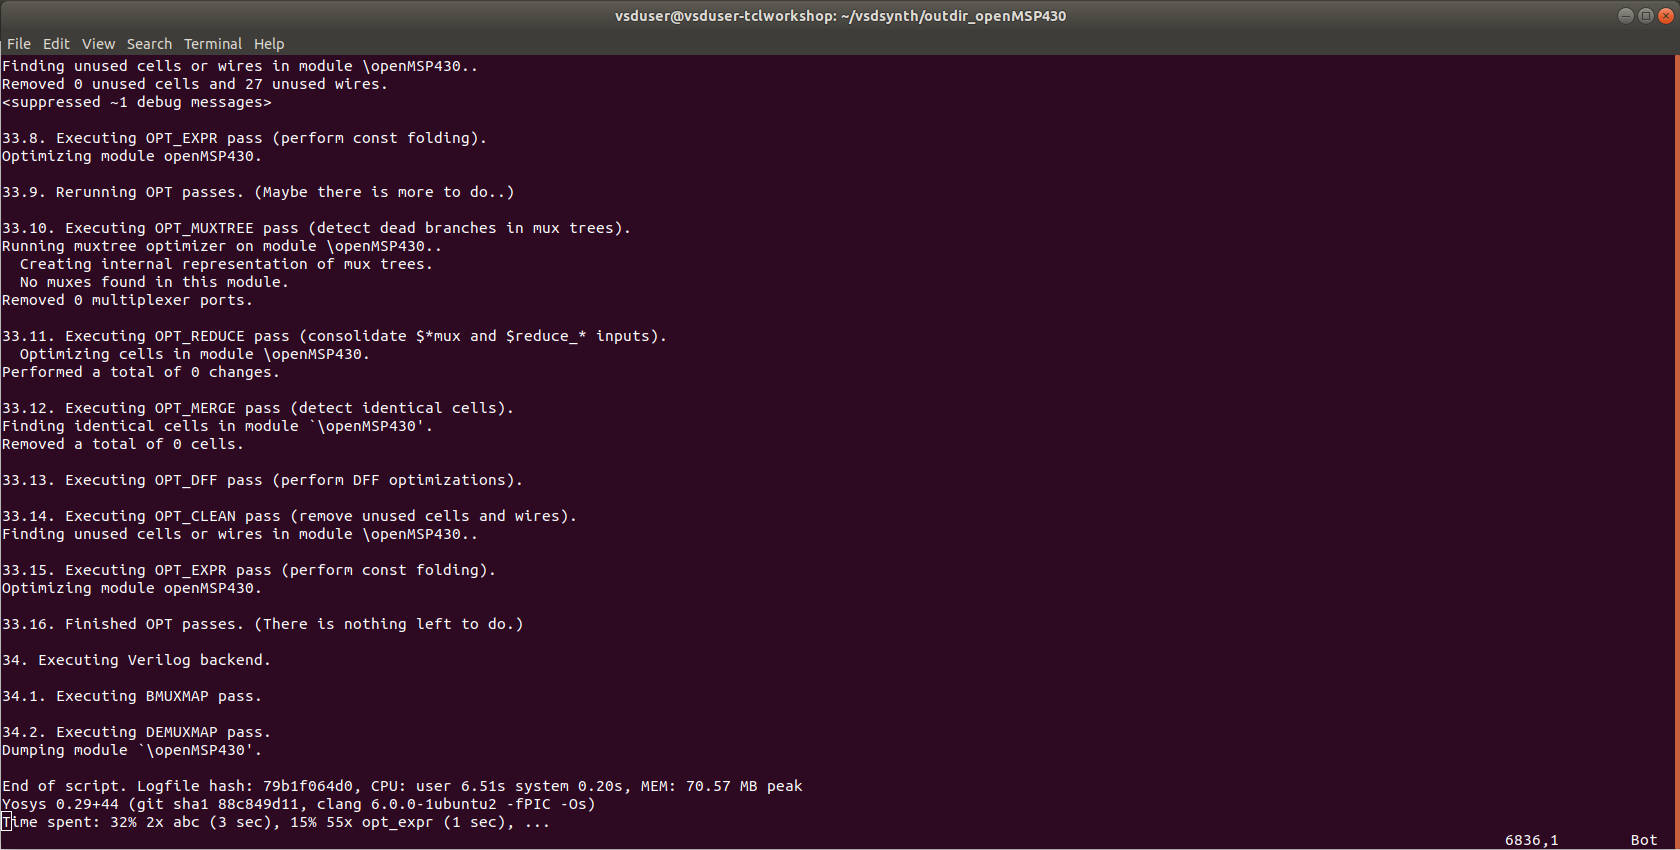 vsduser@vsduser-tclworkshop: ~/vsdsynth/outdir_openMSP430
File Edit View Search Terminal Help
Finding unused cells or wires in module \openMSP430..
Removed 0 unused cells and 27 unused wires.
<suppressed ~1 debug messages>
33.8. Executing OPT_EXPR pass (perform const folding).
Optimizing module openMSP430.
33.9. Rerunning OPT passes. (Maybe there is more to do..)
33.10. Executing OPT_MUXTREE pass (detect dead branches in mux trees).
Running muxtree optimizer on module \openMSP430..
  Creating internal representation of mux trees.
  No muxes found in this module.
Removed 0 multiplexer ports.
33.11. Executing OPT_REDUCE pass (consolidate $*mux and $reduce_* inputs).
  Optimizing cells in module \openMSP430.
Performed a total of 0 changes.
33.12. Executing OPT_MERGE pass (detect identical cells).
Finding identical cells in module `\openMSP430'.
Removed a total of 0 cells.
33.13. Executing OPT_DFF pass (perform DFF optimizations).
33.14. Executing OPT_CLEAN pass (remove unused cells and wires).
Finding unused cells or wires in module \openMSP430..
33.15. Executing OPT_EXPR pass (perform const folding).
Optimizing module openMSP430.
33.16. Finished OPT passes. (There is nothing left to do.)
34. Executing Verilog backend.
34.1. Executing BMUXMAP pass.
34.2. Executing DEMUXMAP pass.
Dumping module `\openMSP430'.
End of script. Logfile hash: 79b1f064d0, CPU: user 6.51s system 0.20s, MEM: 70.57 MB peak
Yosys 0.29+44 (git sha1 88c849d11, clang 6.0.0-1ubuntu2 -fPIC -Os)
Time spent: 32% 2x abc (3 sec), 15% 55x opt_expr (1 sec), ...
6836,1 Bot